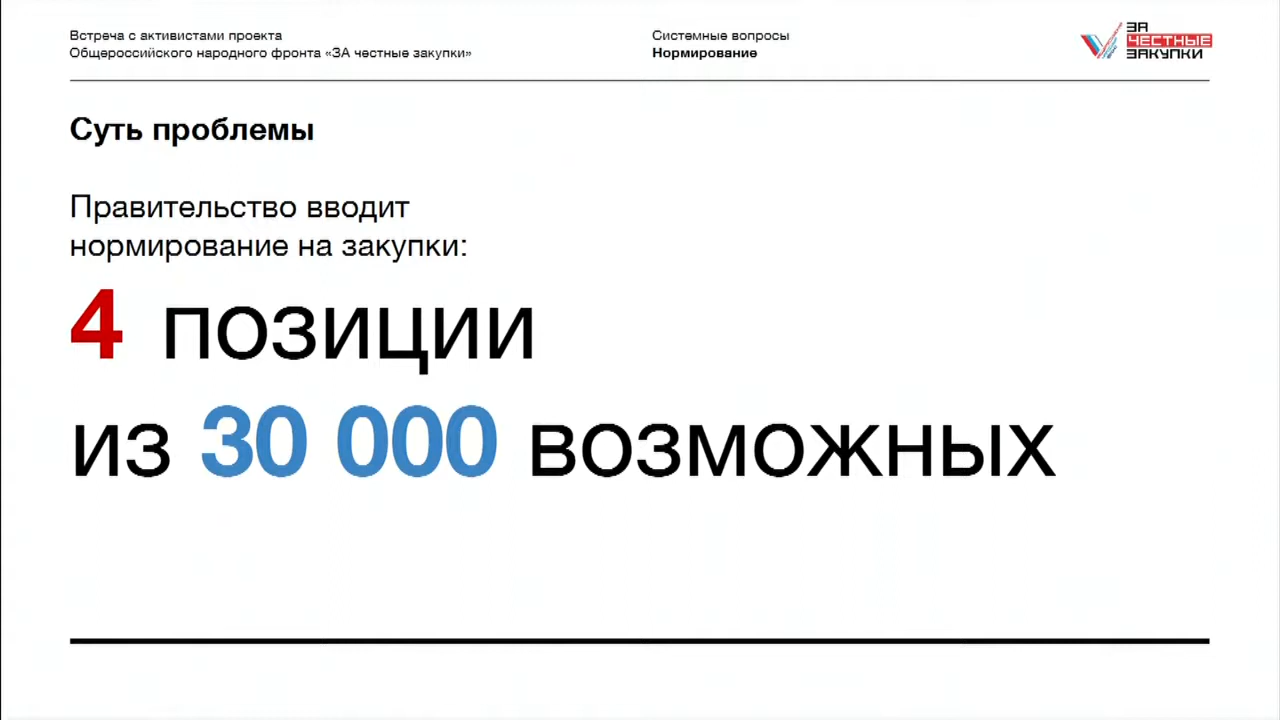 Встреча с активистами проекта
Общероссийского народного фронта «ЗА честные закупки»
Системные вопросы
Нормирование
ЗА
ЧЕСТНЫЕ
ЗАКУПКИ
Суть проблемы
Правительство вводит
нормирование на закупки:
4 позиции
из 30 000 возможных